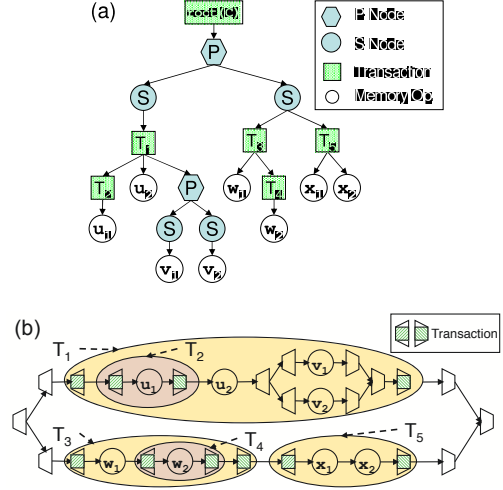 (a)
root(C)
P Node
S Node
Transaction
Memory Op.
P
S
S
T1
T3
T5
T2
u2
P
w1
T4
x1
x2
u1
S
S
w2
v1
v2
(b)
Transaction
T1
T2
u1
u2
v1
v2
T3
T4
T5
w1
w2
x1
x2